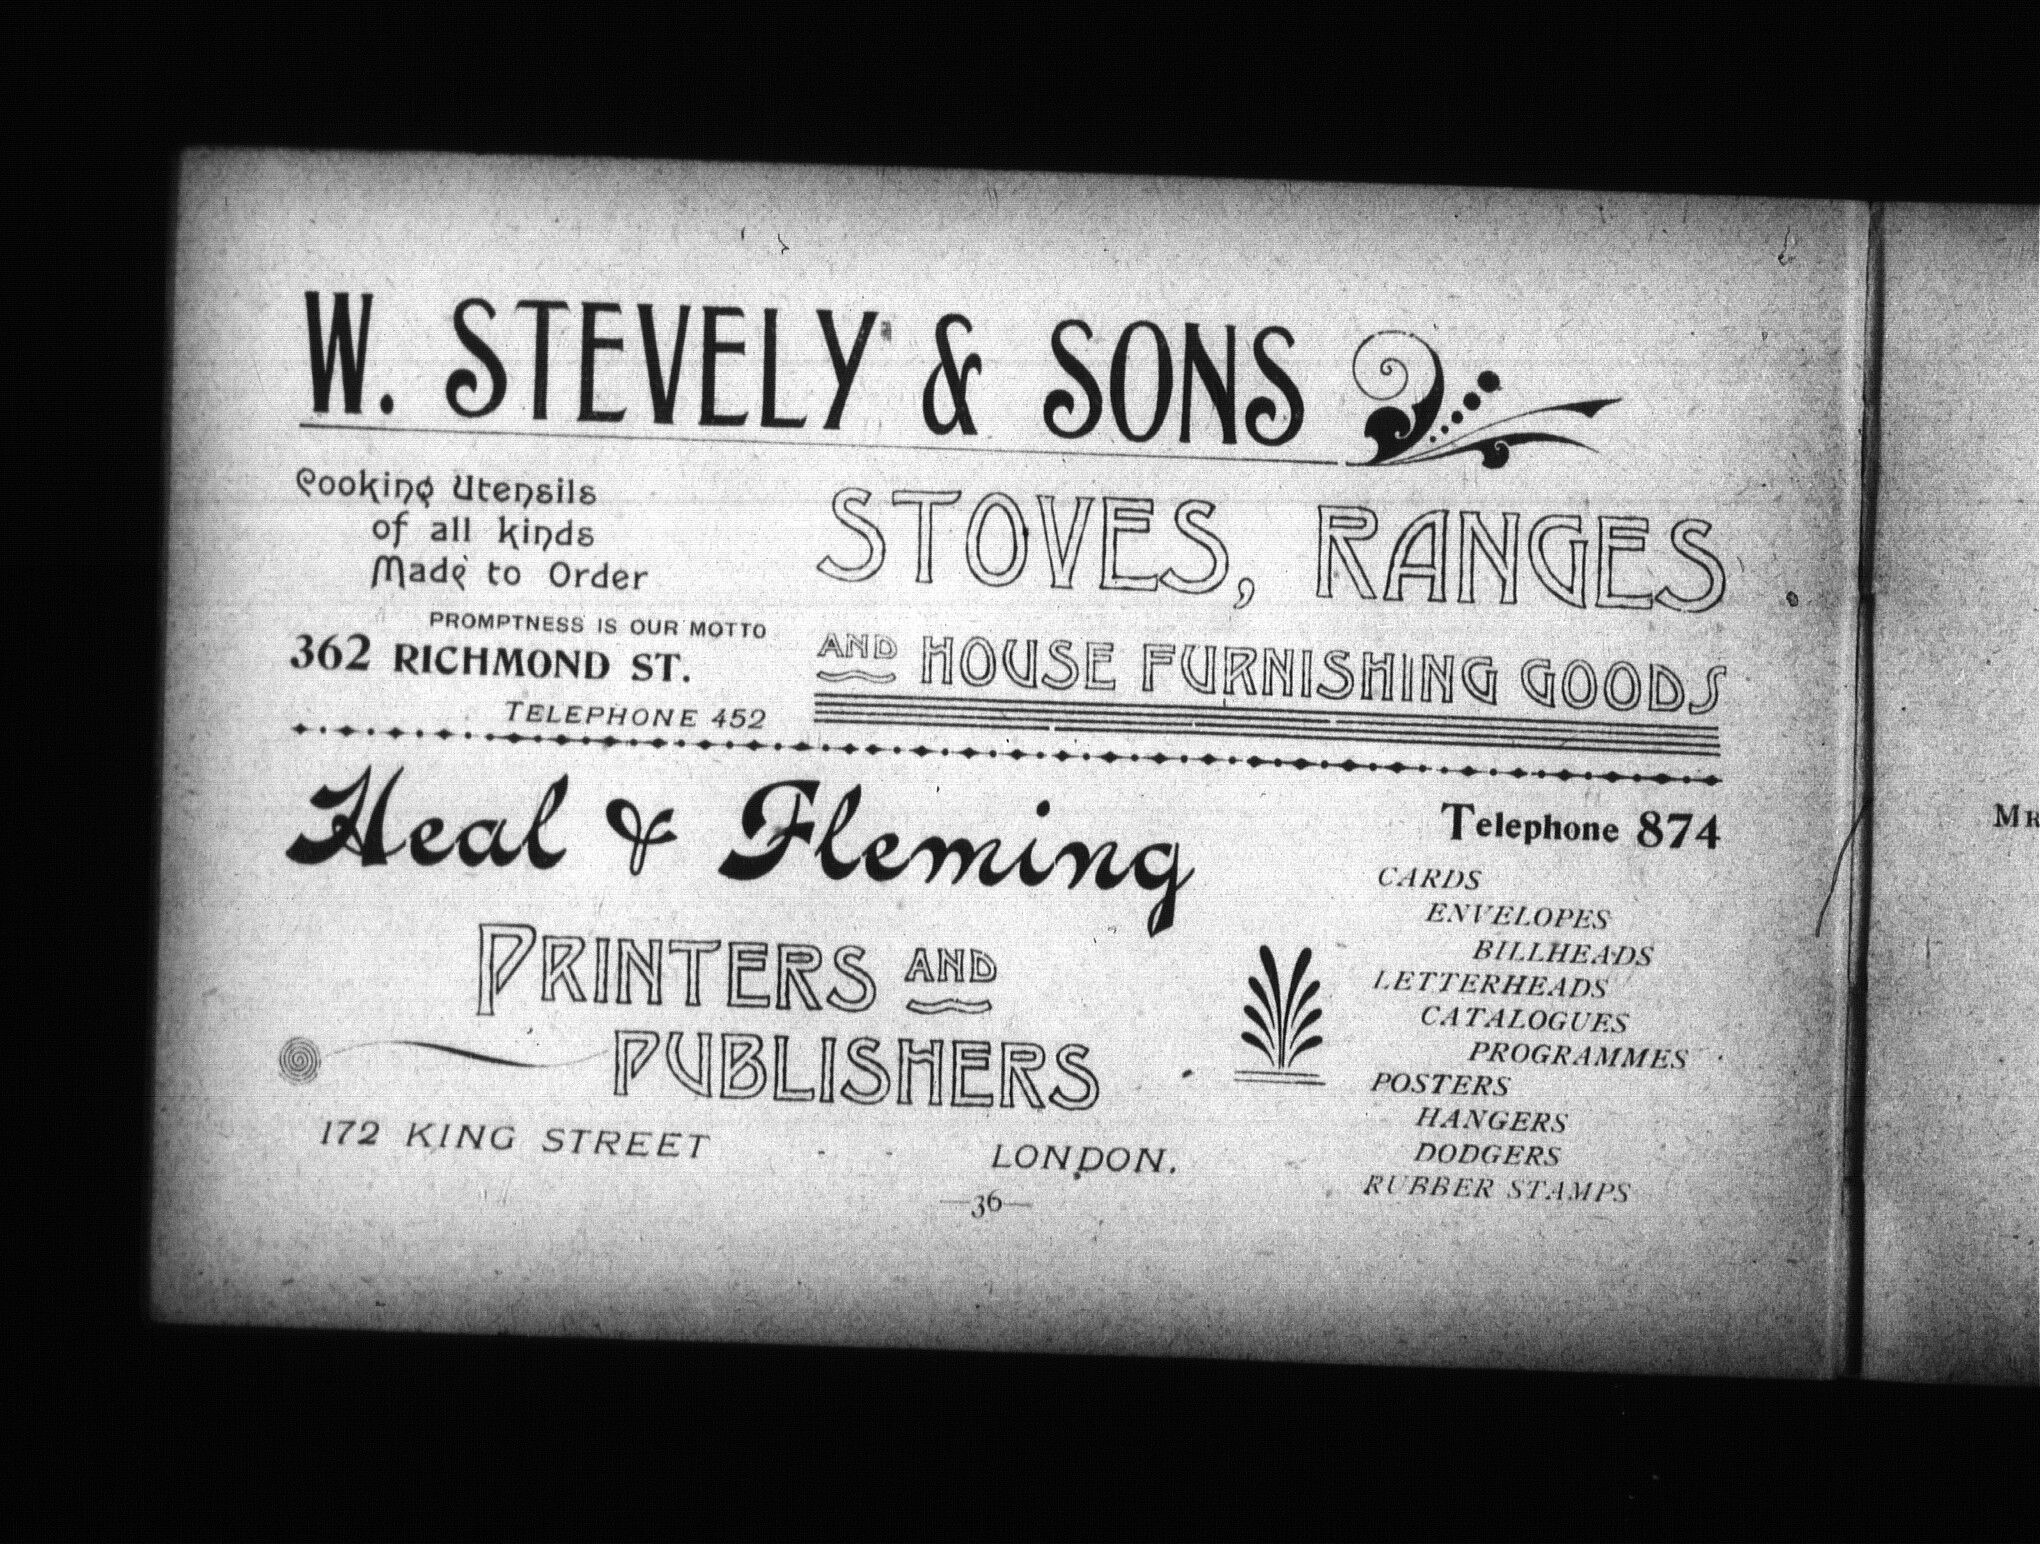 W. STEVELY & SONS
Cooking Utensils
of all kinds
Made to Order
PROMPTNESS IS OUR MOTTO
362 RICHMOND ST.
TELEPHONE 452
STOVES, RANGES
AND HOUSE FURNISHING GOODS
Heal & Fleming
PRINTERS AND
PUBLISHERS
172 KING STREET - - LONDON.
Telephone 874
CARDS
ENVELOPES
BILLHEADS
LETTERHEADS
CATALOGUES
PROGRAMMES
POSTERS
HANGERS
DODGERS
RUBBER STAMPS
—36—